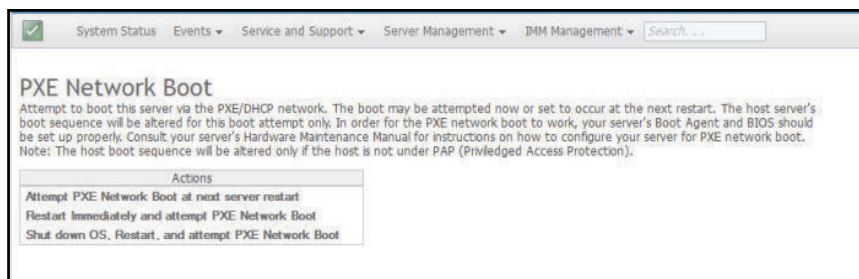 System Status Events Service and Support Server Management IMM Management Search...
PXE Network Boot
Attempt to boot this server via the PXE/DHCP network. The boot may be attempted now or set to occur at the next restart. The host server's
boot sequence will be altered for this boot attempt only. In order for the PXE network boot to work, your server's Boot Agent and BIOS should
be set up properly. Consult your server's Hardware Maintenance Manual for instructions on how to configure your server for PXE network boot.
Note: The host boot sequence will be altered only if the host is not under PAP (Priviledged Access Protection).
Actions
Attempt PXE Network Boot at next server restart
Restart Immediately and attempt PXE Network Boot
Shut down OS, Restart, and attempt PXE Network Boot